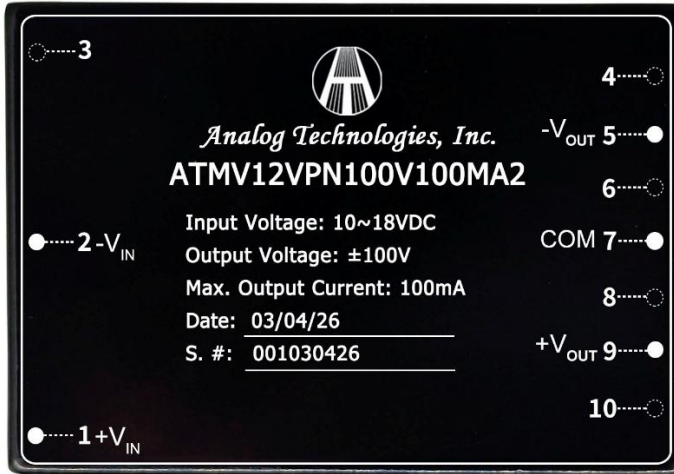 3
4
Analog Technologies, Inc.
-VOUT 5
ATMV12VPN100V100MA2
6
Input Voltage: 10~18VDC
2 -VIN
COM 7
Output Voltage: ±100V
Max. Output Current: 100mA
8
Date: 03/04/26
S. #: 001030426
+VOUT 9
10
1 +VIN